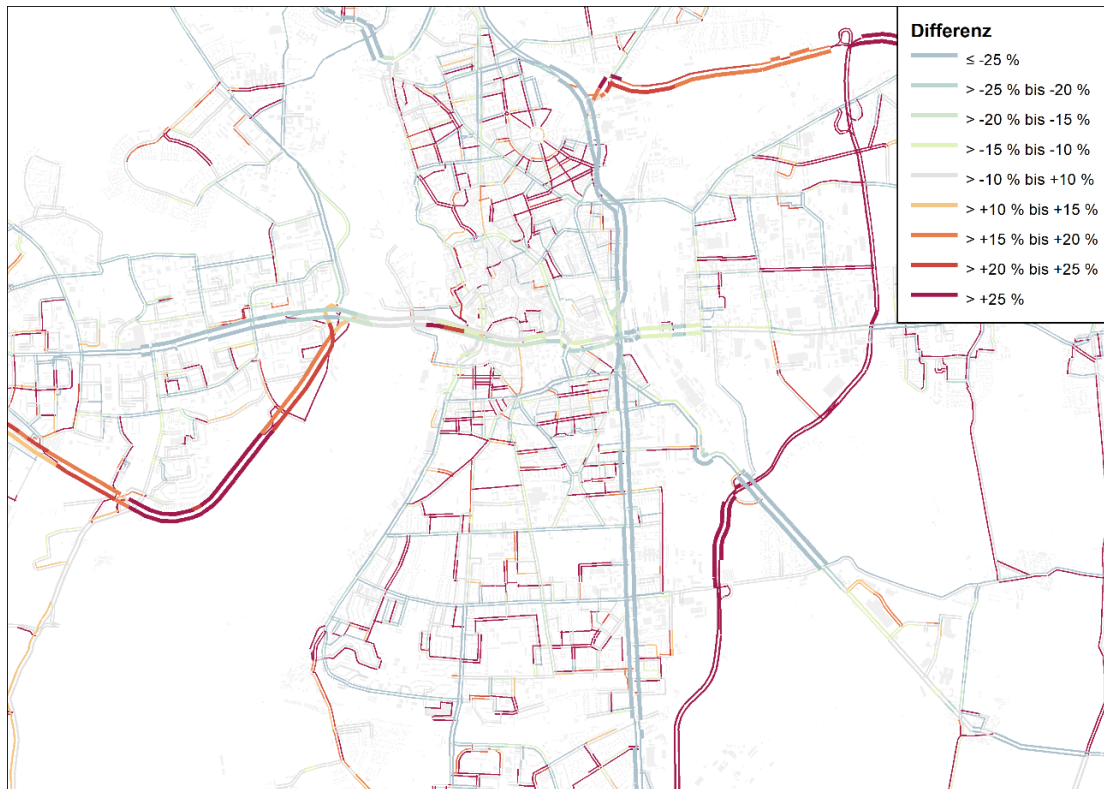 Differenz
≤ -25 %
> -25 % bis -20 %
> -20 % bis -15 %
> -15 % bis -10 %
> -10 % bis +10 %
> +10 % bis +15 %
> +15 % bis +20 %
> +20 % bis +25 %
> +25 %